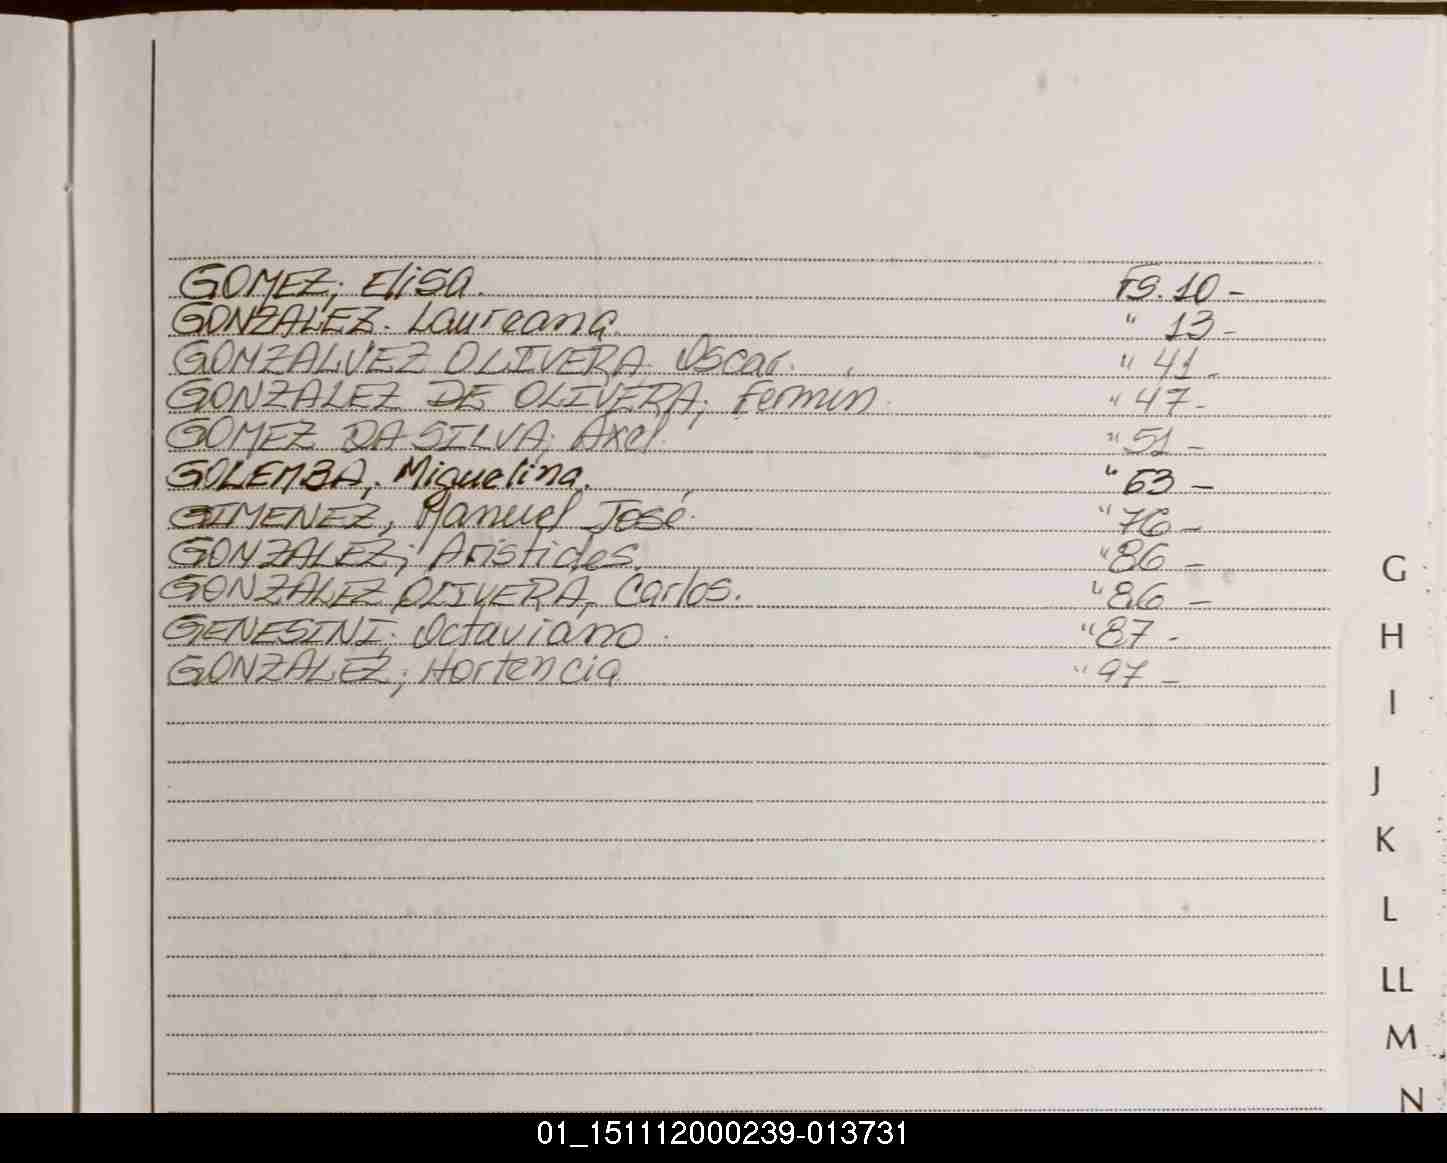 GOMEZ; Elisa. FS. 10 -
GONZALEZ. Laureana. " 13 -
GONZALVEZ OLIVERA Oscar. " 41 -
GONZALEZ DE OLIVERA; Fermin. " 47 -
GOMEZ DA SILVA; Axel. " 51 -
GOLEMBA, Miguelina. " 63 -
GIMENEZ, Manuel José. " 76 -
GONZALEZ; Aristides. " 86 -
GONZALEZ OLIVERA, Carlos. " 86 -
GENESINI. Octaviano. " 87 -
GONZALEZ; Hortencia " 97 -
G
H
I
J
K
L
LL
M
N
01_151112000239-013731